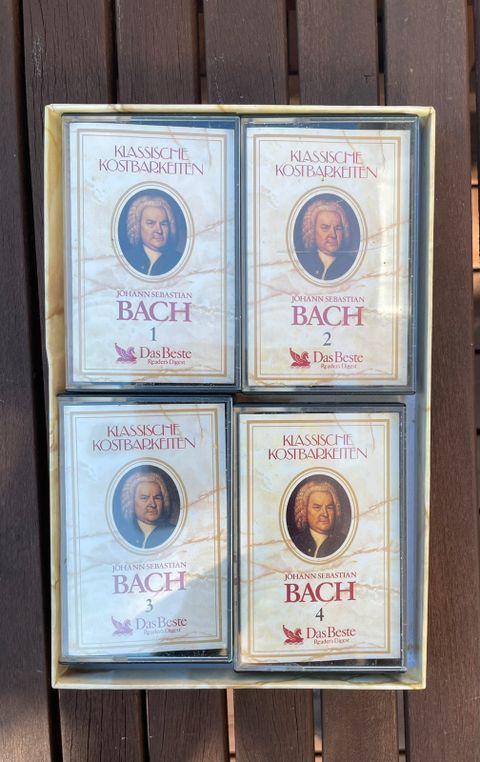 KLASSISCHE
KOSTBARKEITEN
JOHANN SEBASTIAN
BACH
1
Das Beste
Reader's Digest
KLASSISCHE
KOSTBARKEITEN
JOHANN SEBASTIAN
BACH
2
Das Beste
Reader's Digest
KLASSISCHE
KOSTBARKEITEN
JOHANN SEBASTIAN
BACH
3
Das Beste
Reader's Digest
KLASSISCHE
KOSTBARKEITEN
JOHANN SEBASTIAN
BACH
4
Das Beste
Reader's Digest